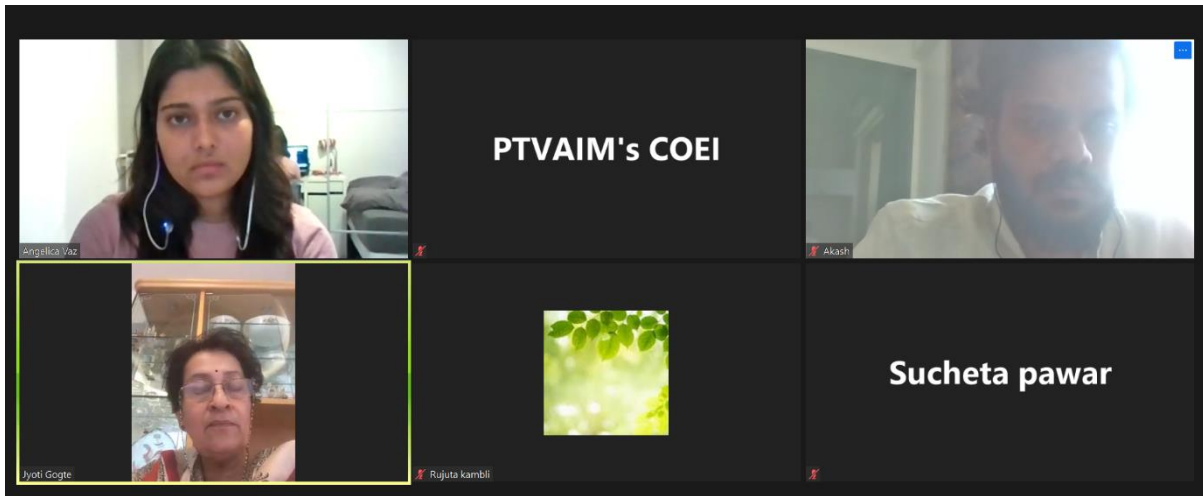 Angelica Vaz
PTVAIM's COEI
Akash
Jyoti Gogte
Rujuta kambli
Sucheta pawar